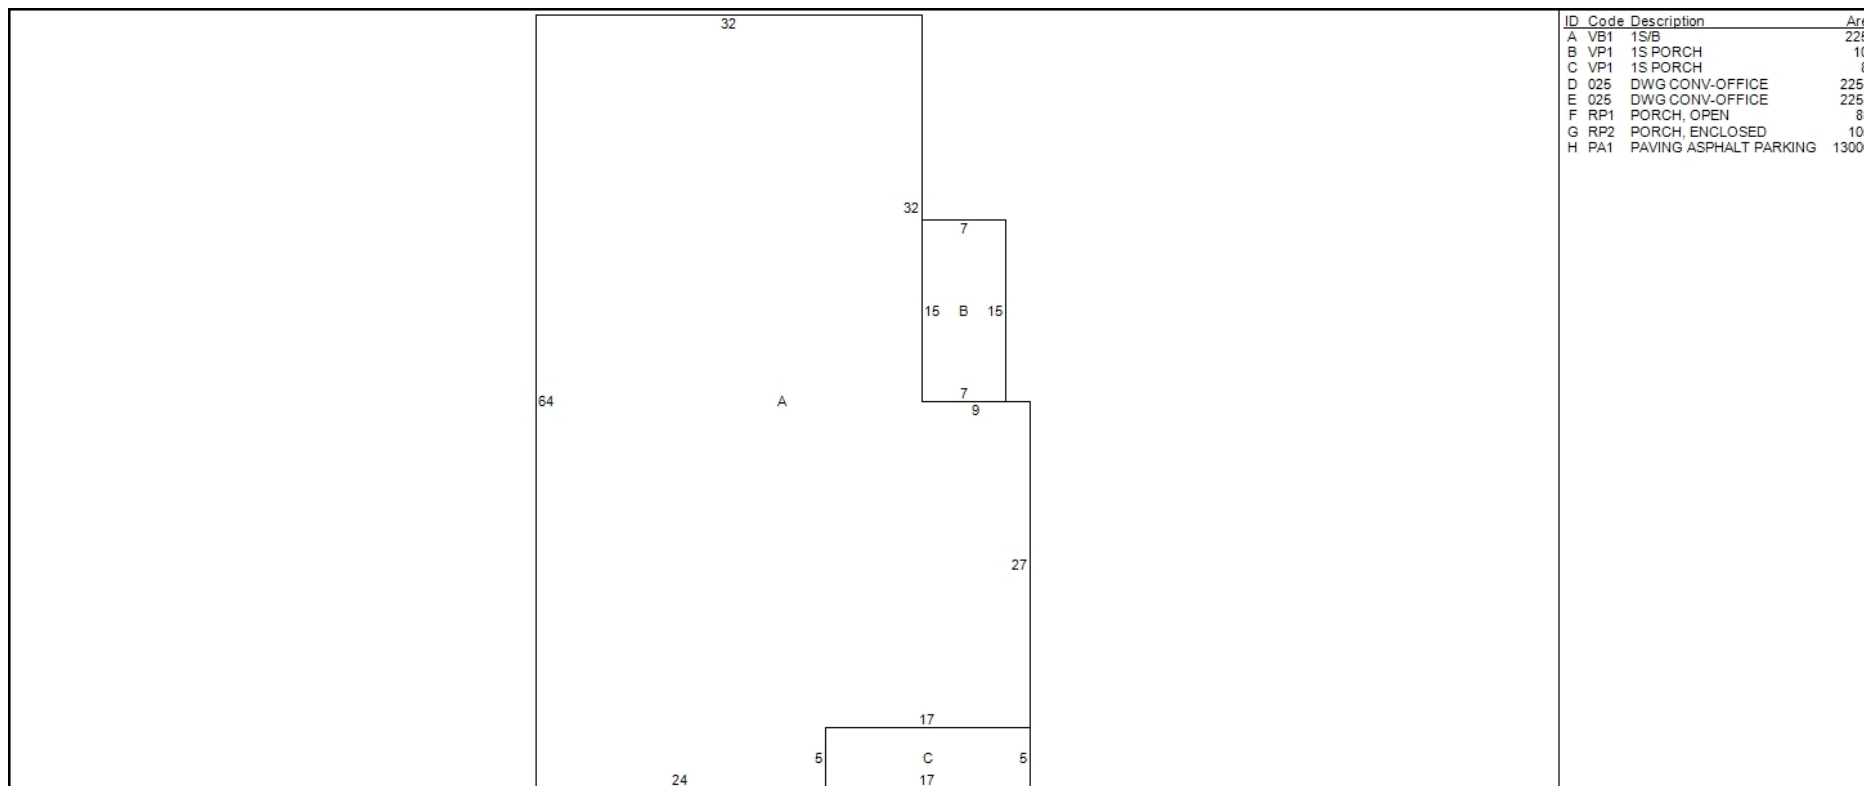 32
32
7
15 B 15
7
9
64
A
27
17
5 C 5
24
17
ID Code Description
A VB1 1S/B
B VP1 1S PORCH
C VP1 1S PORCH
D 025 DWG CONV-OFFICE
E 025 DWG CONV-OFFICE
F RP1 PORCH, OPEN
G RP2 PORCH, ENCLOSED
H PA1 PAVING ASPHALT PARKING